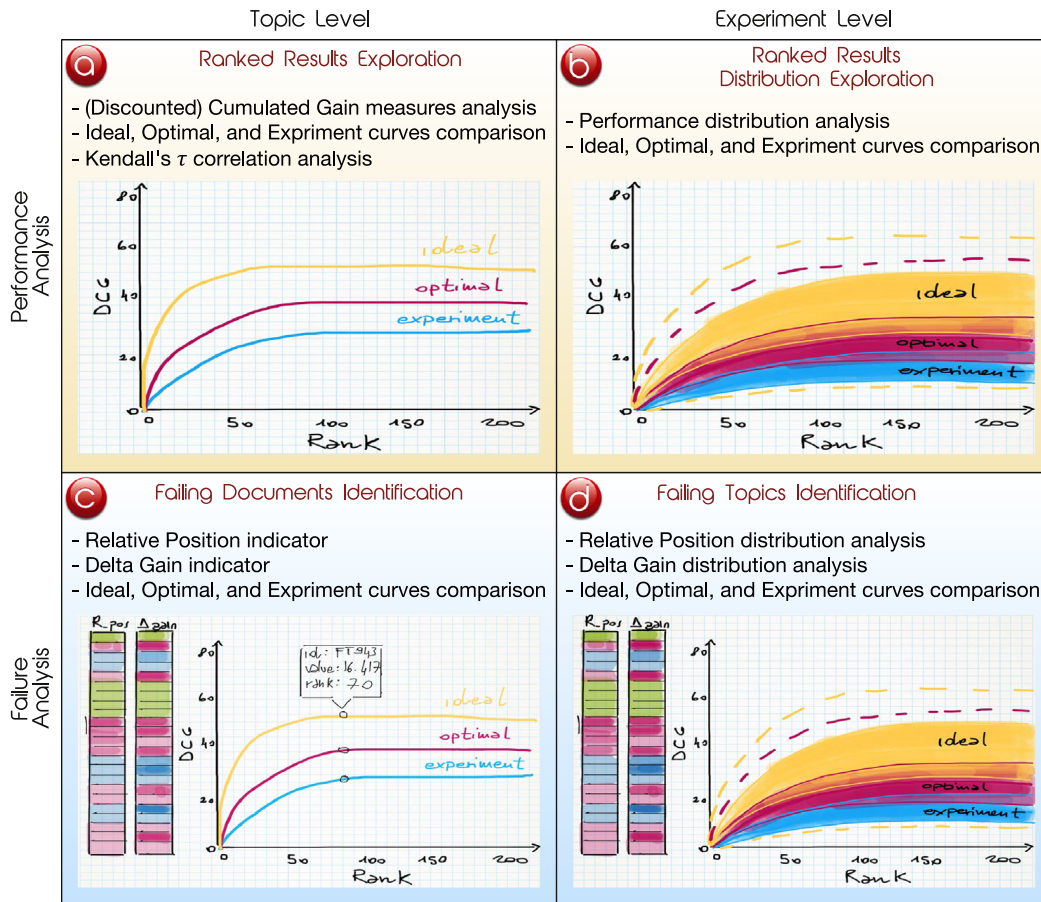 Topic Level
Experiment Level
Performance
Analysis
a
Ranked Results Exploration
- (Discounted) Cumulated Gain measures analysis
- Ideal, Optimal, and Expriment curves comparison
- Kendall's τ correlation analysis
80
60
40
20
0
DCG
ideal
optimal
experiment
0 50 100 150 200
Rank
b
Ranked Results
Distribution Exploration
- Performance distribution analysis
- Ideal, Optimal, and Expriment curves comparison
80
60
40
20
0
DCG
ideal
optimal
experiment
0 50 100 150 200
Rank
Failure
Analysis
c
Failing Documents Identification
- Relative Position indicator
- Delta Gain indicator
- Ideal, Optimal, and Expriment curves comparison
R_pos Δgain
80
60
40
20
0
DCG
id: FT943
value: 16.417
rank: 70
ideal
optimal
experiment
0 50 100 150 200
Rank
d
Failing Topics Identification
- Relative Position distribution analysis
- Delta Gain distribution analysis
- Ideal, Optimal, and Expriment curves comparison
R_pos Δgain
80
60
40
20
0
DCG
ideal
optimal
experiment
0 50 100 150 200
Rank